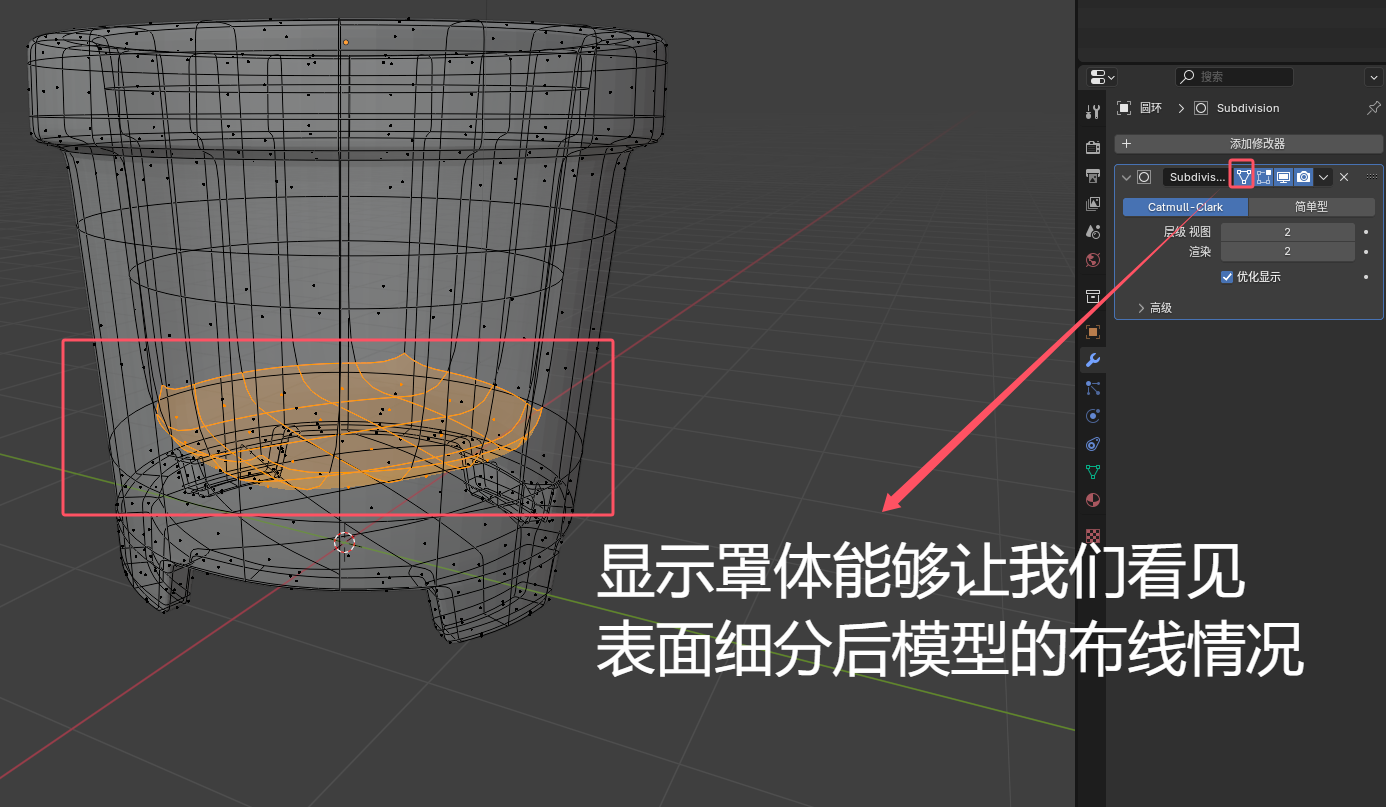 搜索
圆环
Subdivision
添加修改器
Subdivis...
Catmull-Clark
简单型
层级 视图
2
渲染
2
优化显示
高级
显示罩体能够让我们看见
表面细分后模型的布线情况